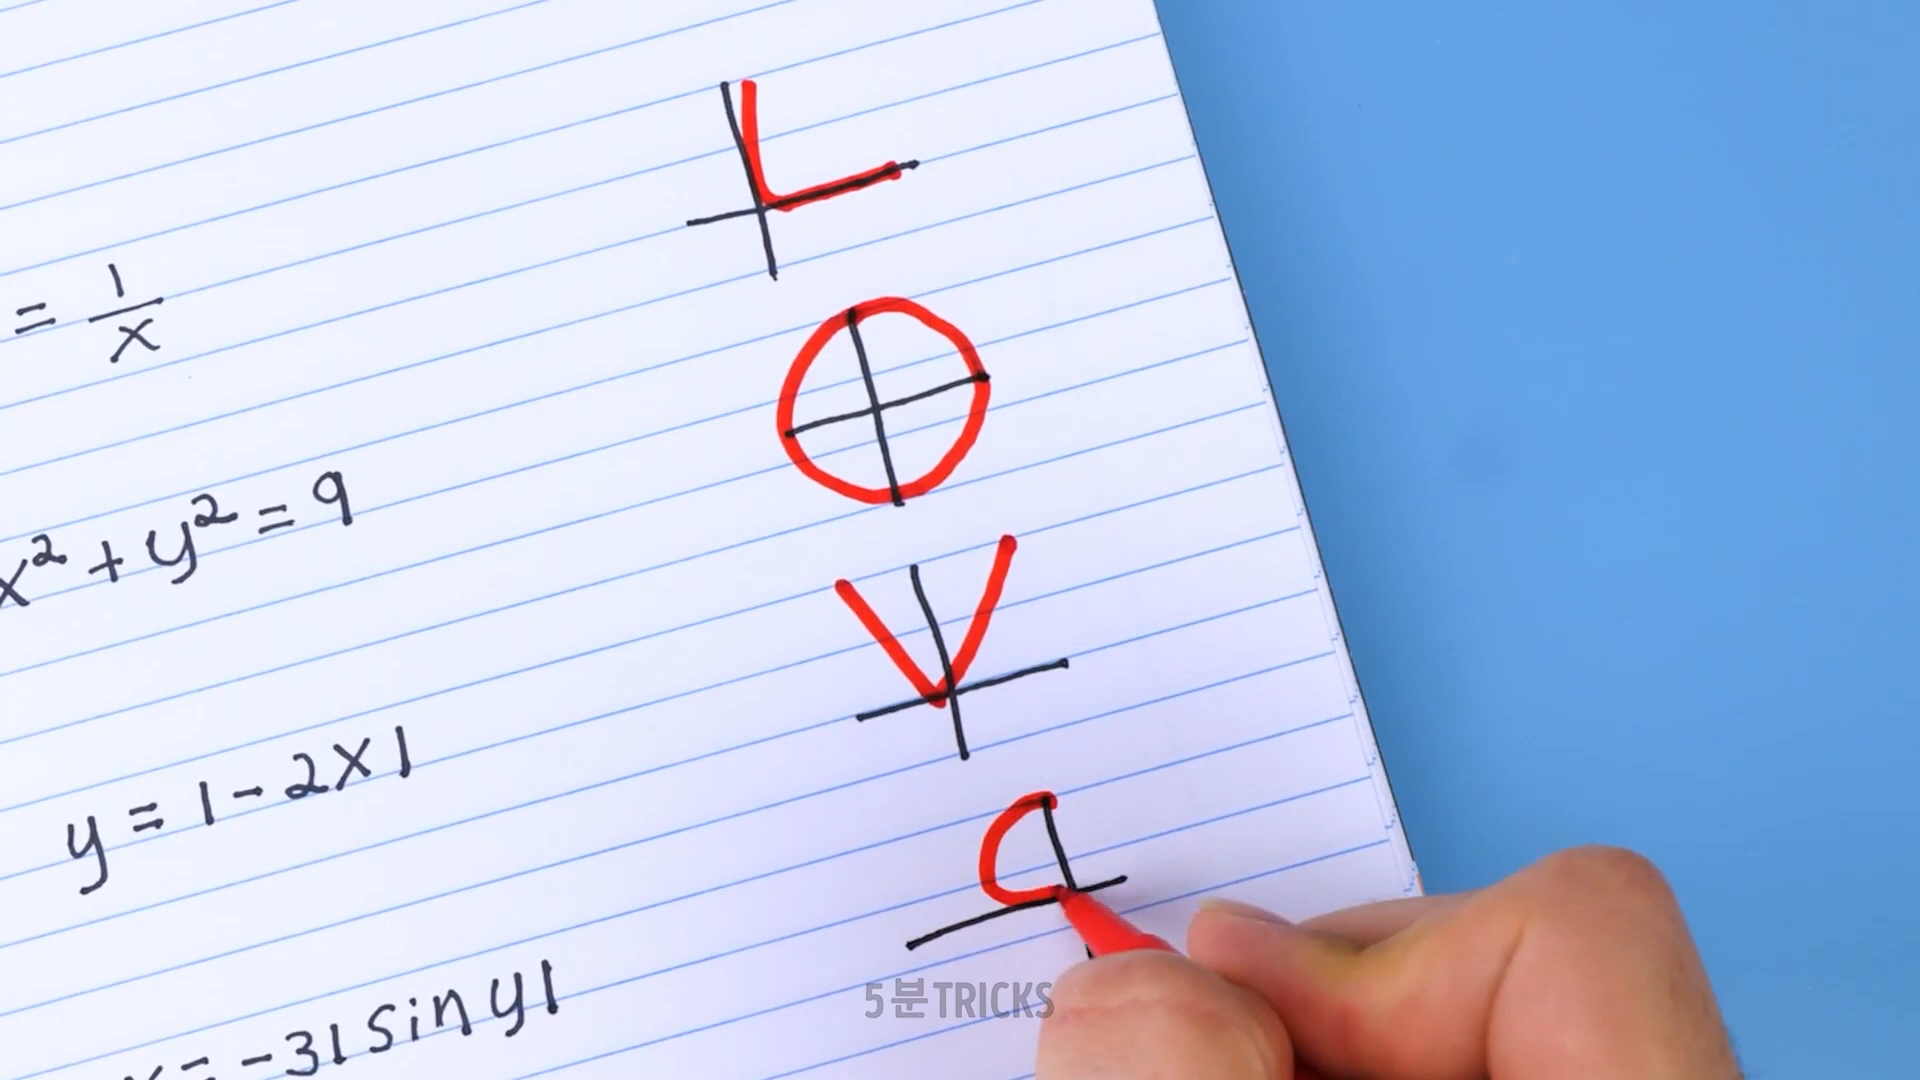 = 1/x
x² + y² = 9
y = 1 - 2x1
x = -31 sin y1
5분TRICKS